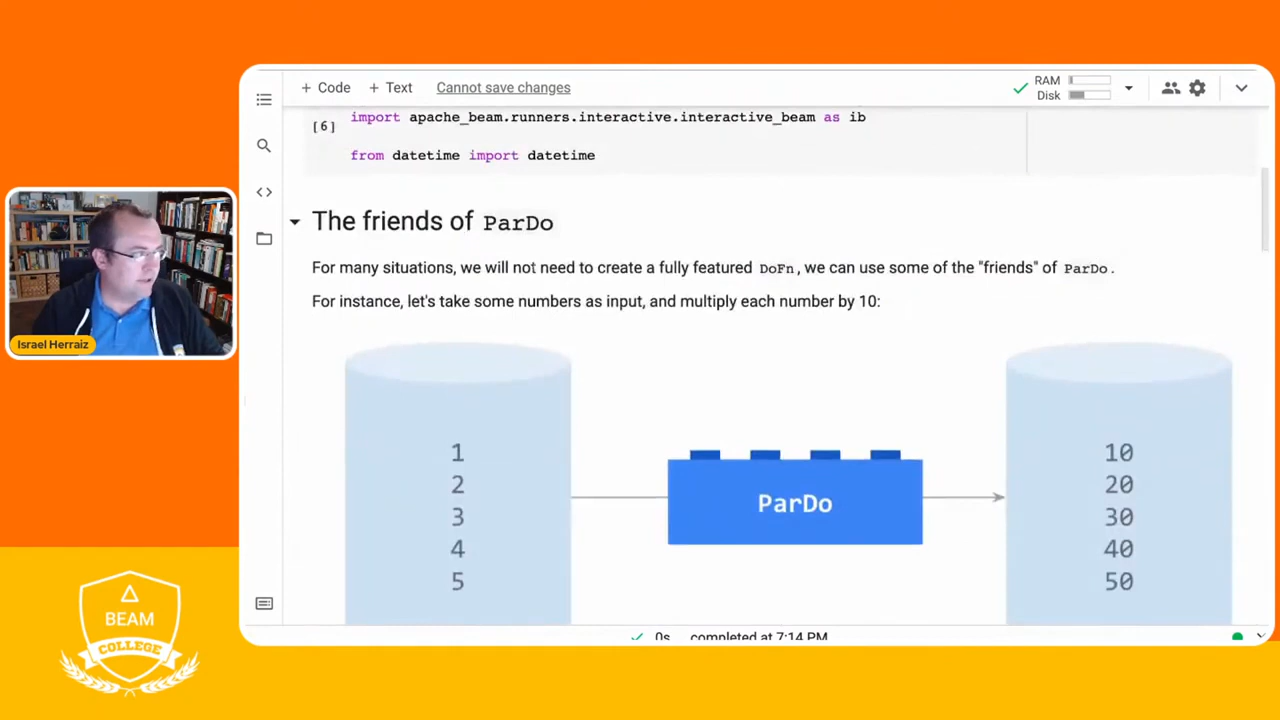 + Code + Text Cannot save changes
RAM
Disk
[6]
import apache_beam.runners.interactive.interactive_beam as ib
from datetime import datetime
The friends of ParDo
For many situations, we will not need to create a fully featured DoFn, we can use some of the "friends" of ParDo.
For instance, let's take some numbers as input, and multiply each number by 10:
1
2
3
4
5
ParDo
10
20
30
40
50
0s completed at 7:14 PM
Israel Herraiz
BEAM
COLLEGE